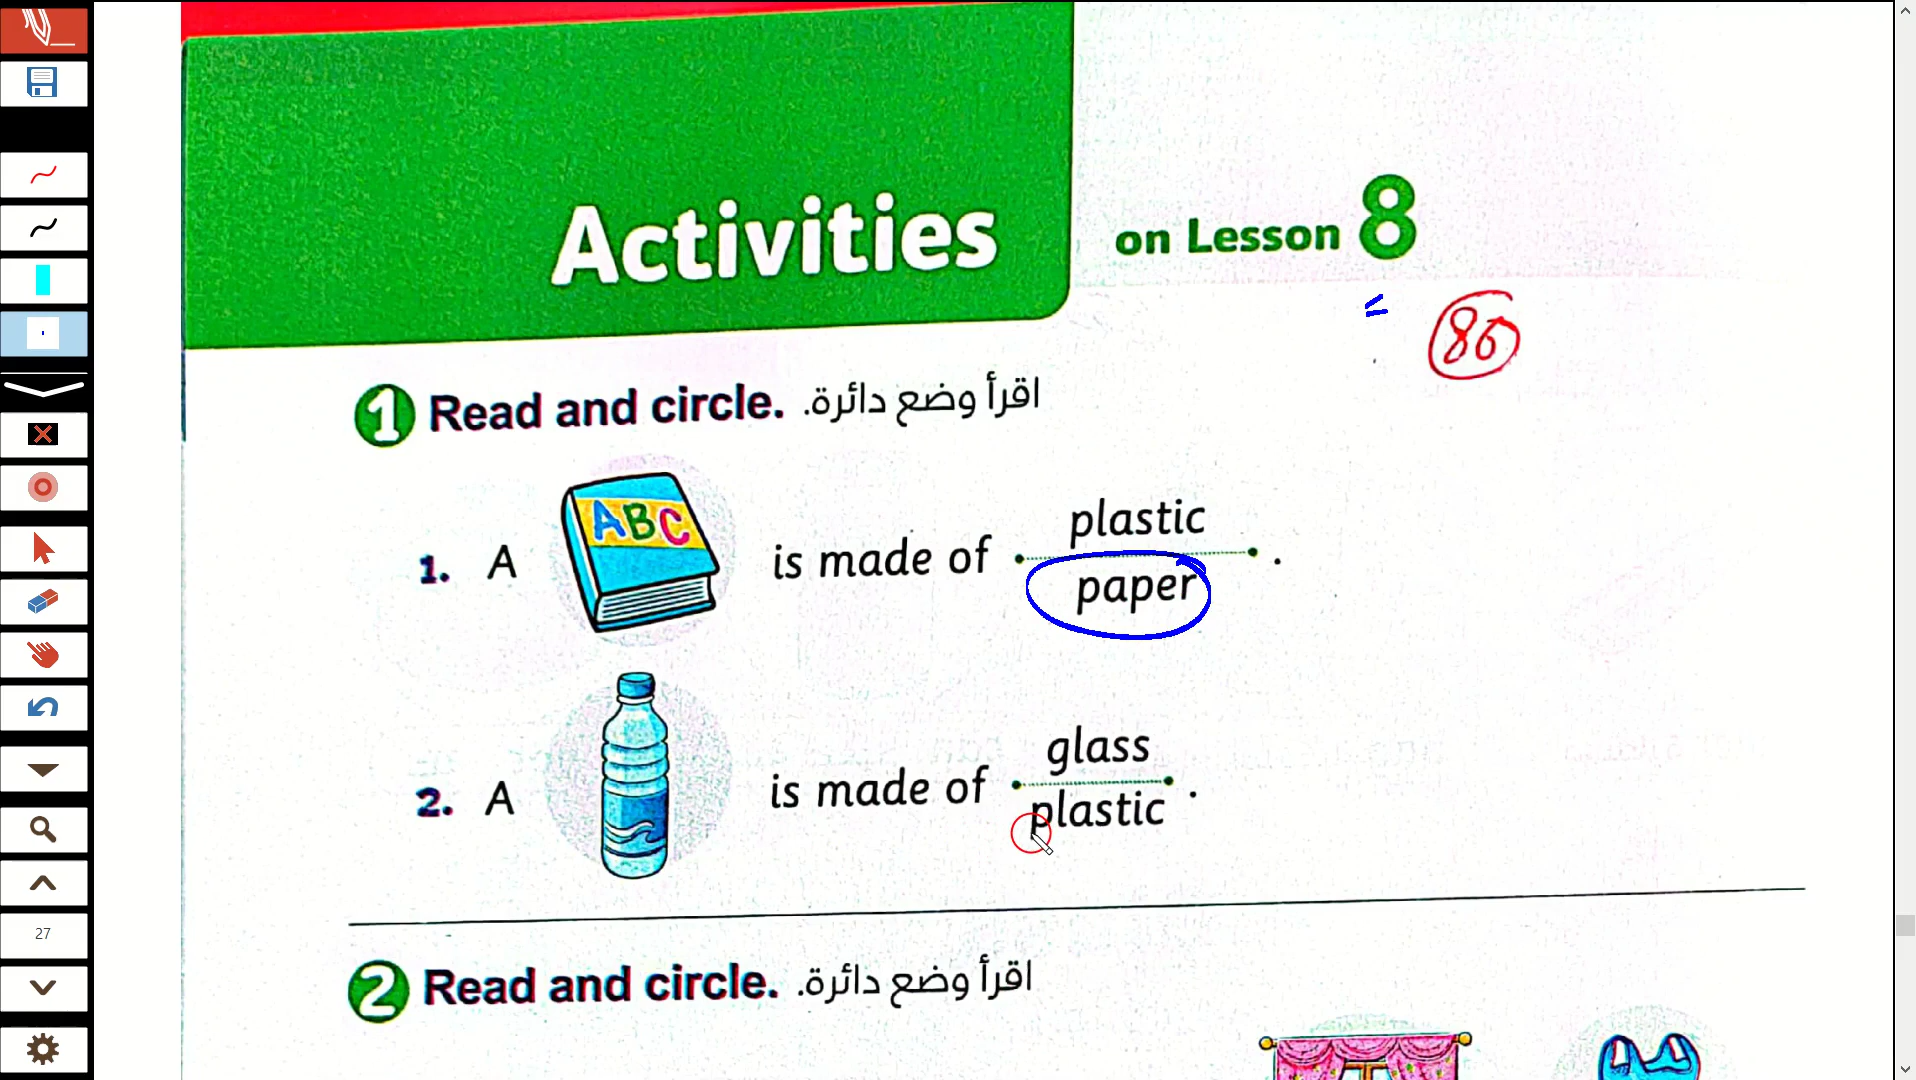 Activities on Lesson 8
= 86
1 Read and circle. اقرأ وضع دائرة.
ABC
plastic
1. A is made of .
paper
glass
2. A is made of .
plastic
2 Read and circle. اقرأ وضع دائرة.
27